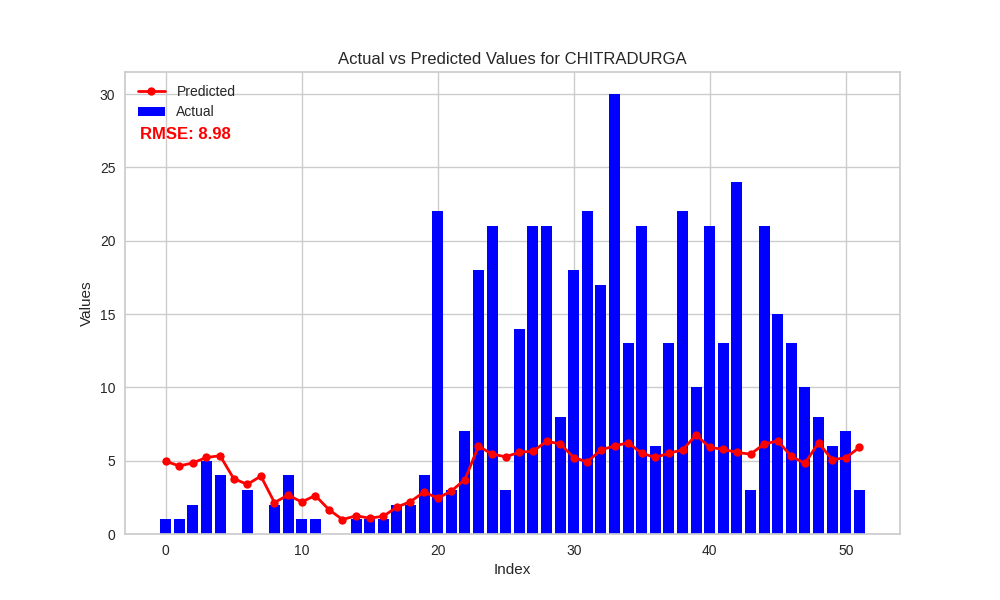 Actual vs Predicted Values for CHITRADURGA
Predicted
Actual
RMSE: 8.98
Values
30
25
20
15
10
5
0
0 10 20 30 40 50
Index